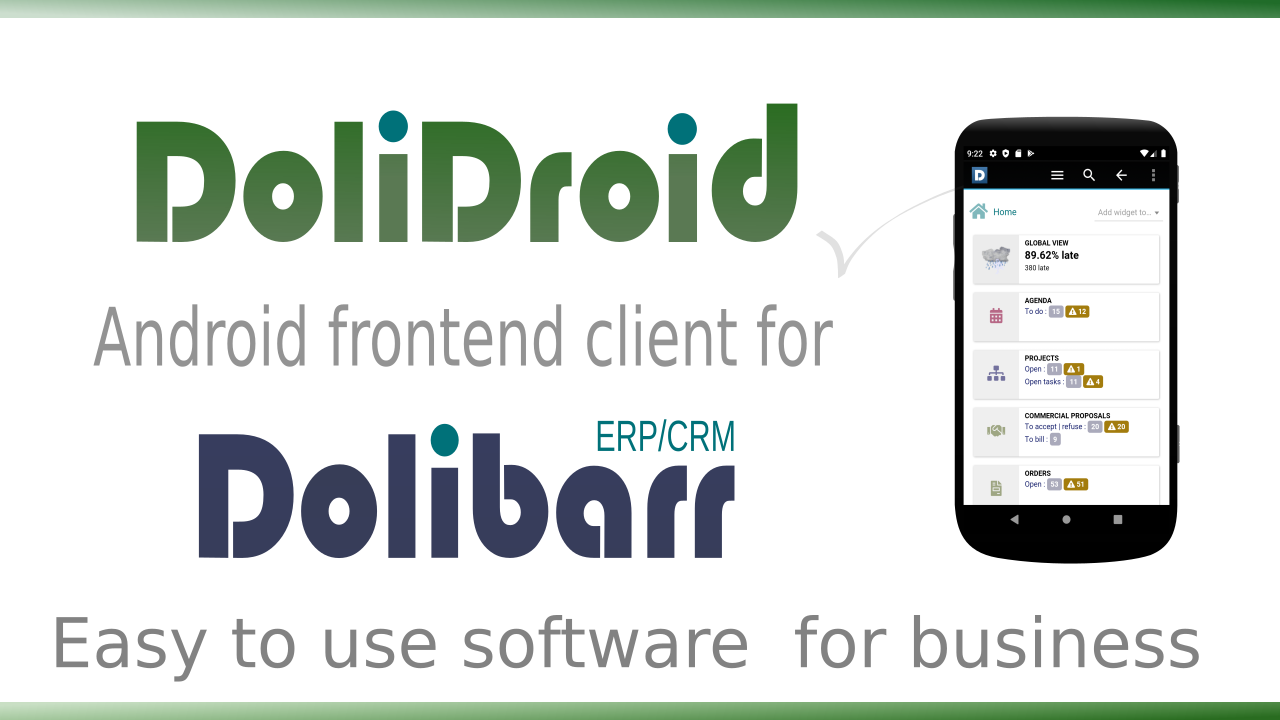 DoliDroid
Android frontend client for
ERP/CRM
Dolibarr
Easy to use software for business
9:22
D
Home
Add widget to...
GLOBAL VIEW
89.62% late
380 late
AGENDA
To do : 15 12
PROJECTS
Open : 11 1
Open tasks : 11 4
COMMERCIAL PROPOSALS
To accept | refuse : 20 20
To bill : 9
ORDERS
Open : 53 51